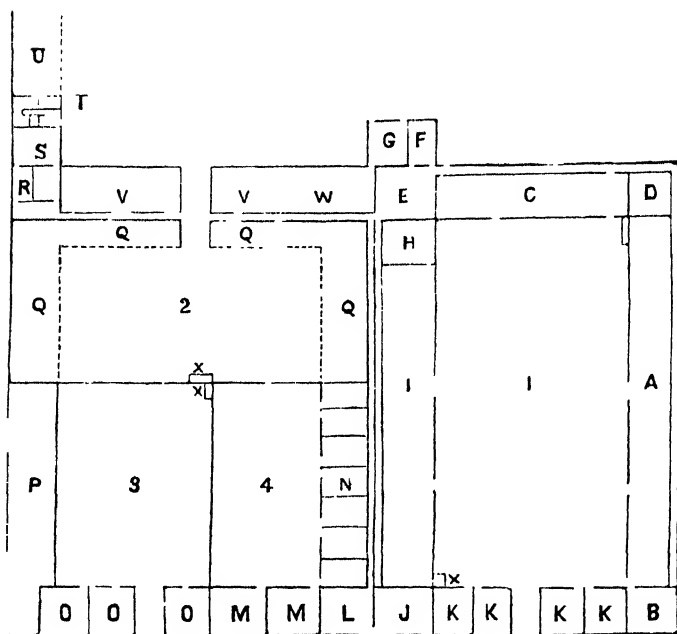 U
T
T
G F
S
R V V W E C D
Q Q H
Q 2 Q
x
x I I A
P 3 4 N
x
O O O M M L J K K K K B